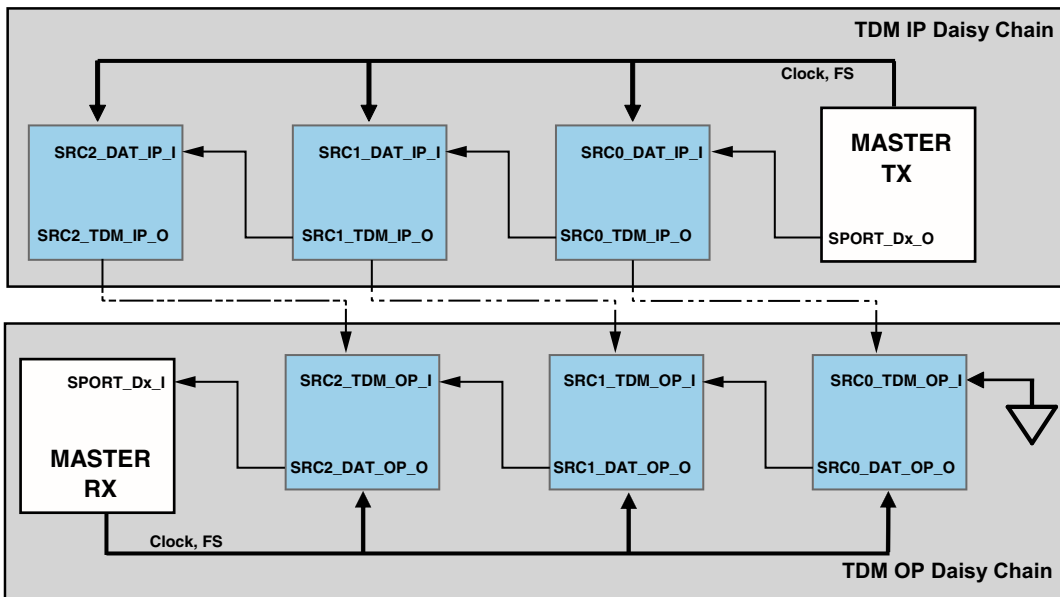 TDM IP Daisy Chain
Clock, FS
SRC2_DAT_IP_I
SRC1_DAT_IP_I
SRC0_DAT_IP_I
MASTER
TX
SRC2_TDM_IP_O
SRC1_TDM_IP_O
SRC0_TDM_IP_O
SPORT_Dx_O
SPORT_Dx_I
SRC2_TDM_OP_I
SRC1_TDM_OP_I
SRC0_TDM_OP_I
MASTER
RX
SRC2_DAT_OP_O
SRC1_DAT_OP_O
SRC0_DAT_OP_O
Clock, FS
TDM OP Daisy Chain